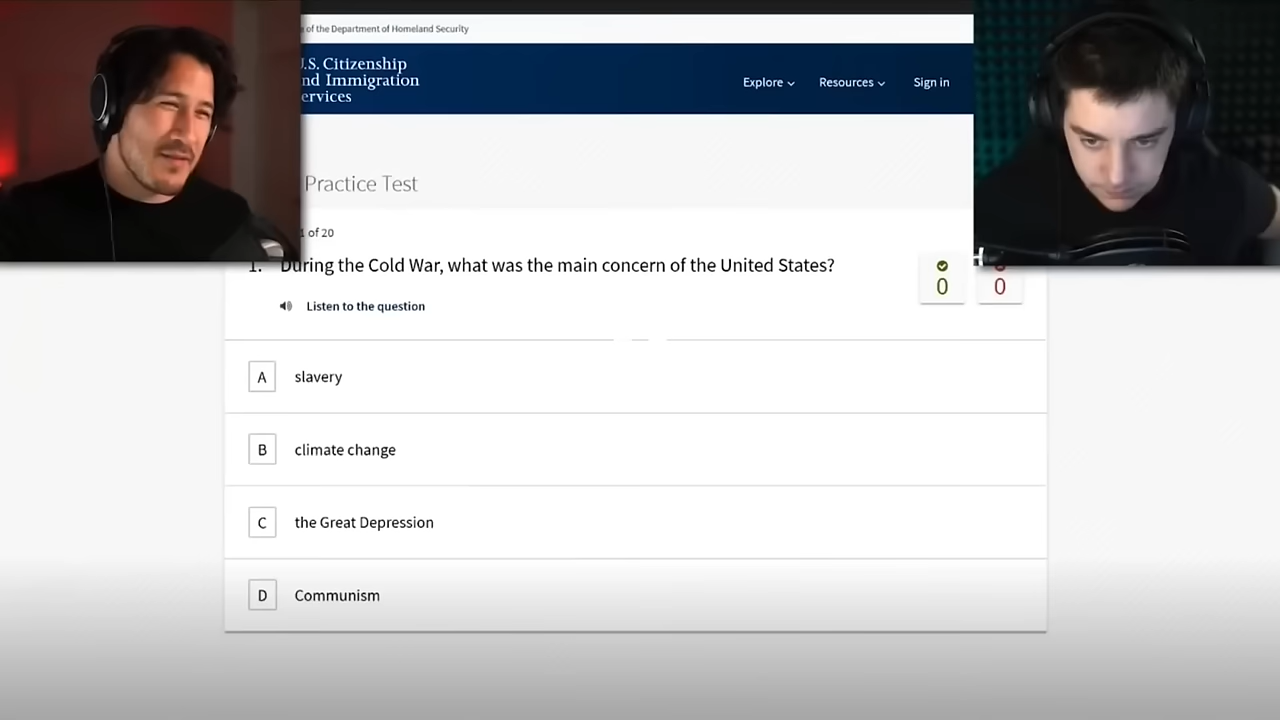 of the Department of Homeland Security
U.S. Citizenship
nd Immigration
ervices
Explore
Resources
Sign in
Practice Test
1 of 20
1. During the Cold War, what was the main concern of the United States?
0
0
Listen to the question
A slavery
B climate change
C the Great Depression
D Communism